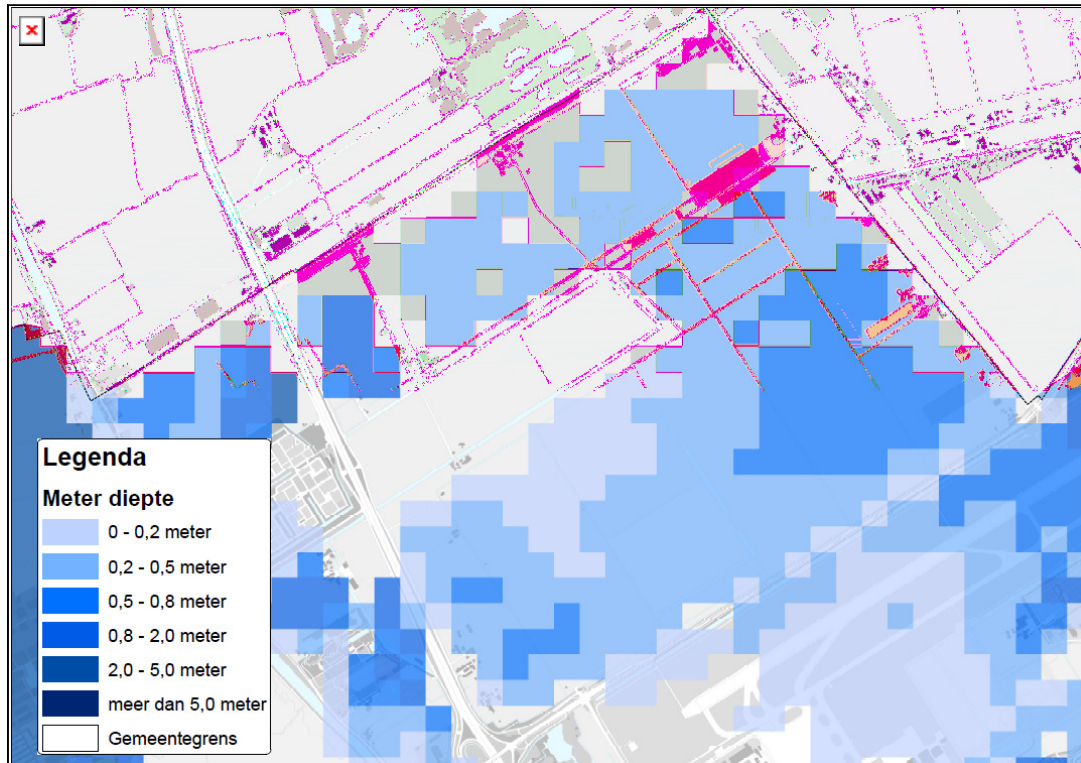 Legenda
Meter diepte
0 - 0,2 meter
0,2 - 0,5 meter
0,5 - 0,8 meter
0,8 - 2,0 meter
2,0 - 5,0 meter
meer dan 5,0 meter
Gemeentegrens